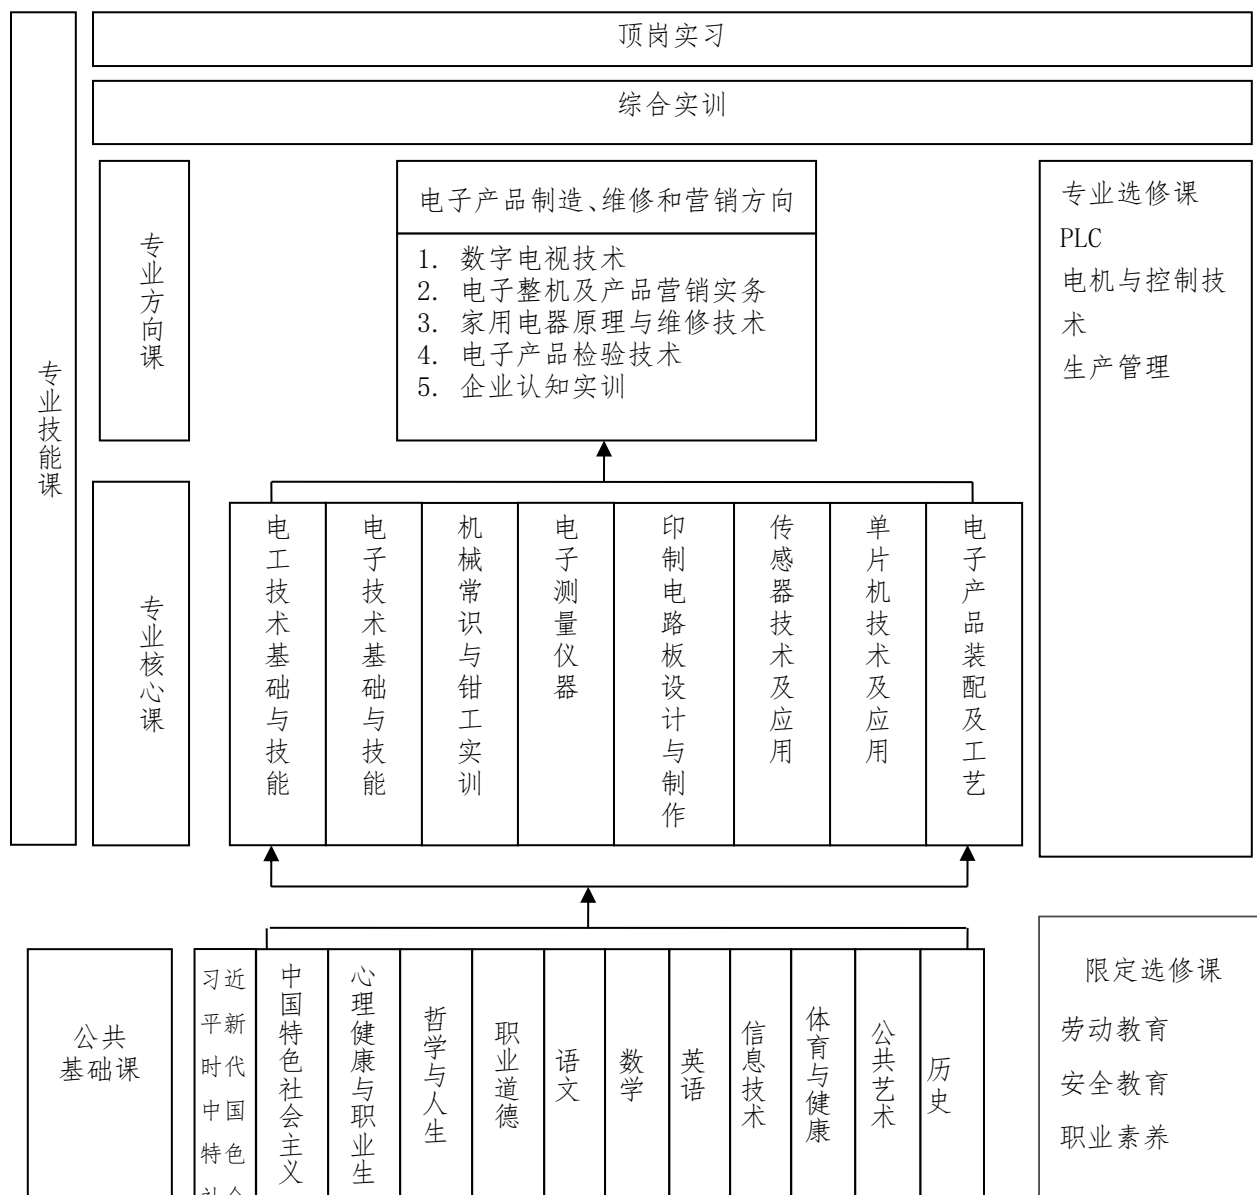 顶岗实习
综合实训
专业技能课
专业方向课
电子产品制造、维修和营销方向
1. 数字电视技术
2. 电子整机及产品营销实务
3. 家用电器原理与维修技术
4. 电子产品检验技术
5. 企业认知实训
专业选修课
PLC
电机与控制技
术
生产管理
专业核心课
电工技术基础与技能
电子技术基础与技能
机械常识与钳工实训
电子测量仪器
印制电路板设计与制作
传感器技术及应用
单片机技术及应用
电子产品装配及工艺
公共
基础课
习近
平新
时代
中国
特色
社会
中国特色社会主义
心理健康与职业生
哲学与人生
职业道德
语文
数学
英语
信息技术
体育与健康
公共艺术
历史
限定选修课
劳动教育
安全教育
职业素养